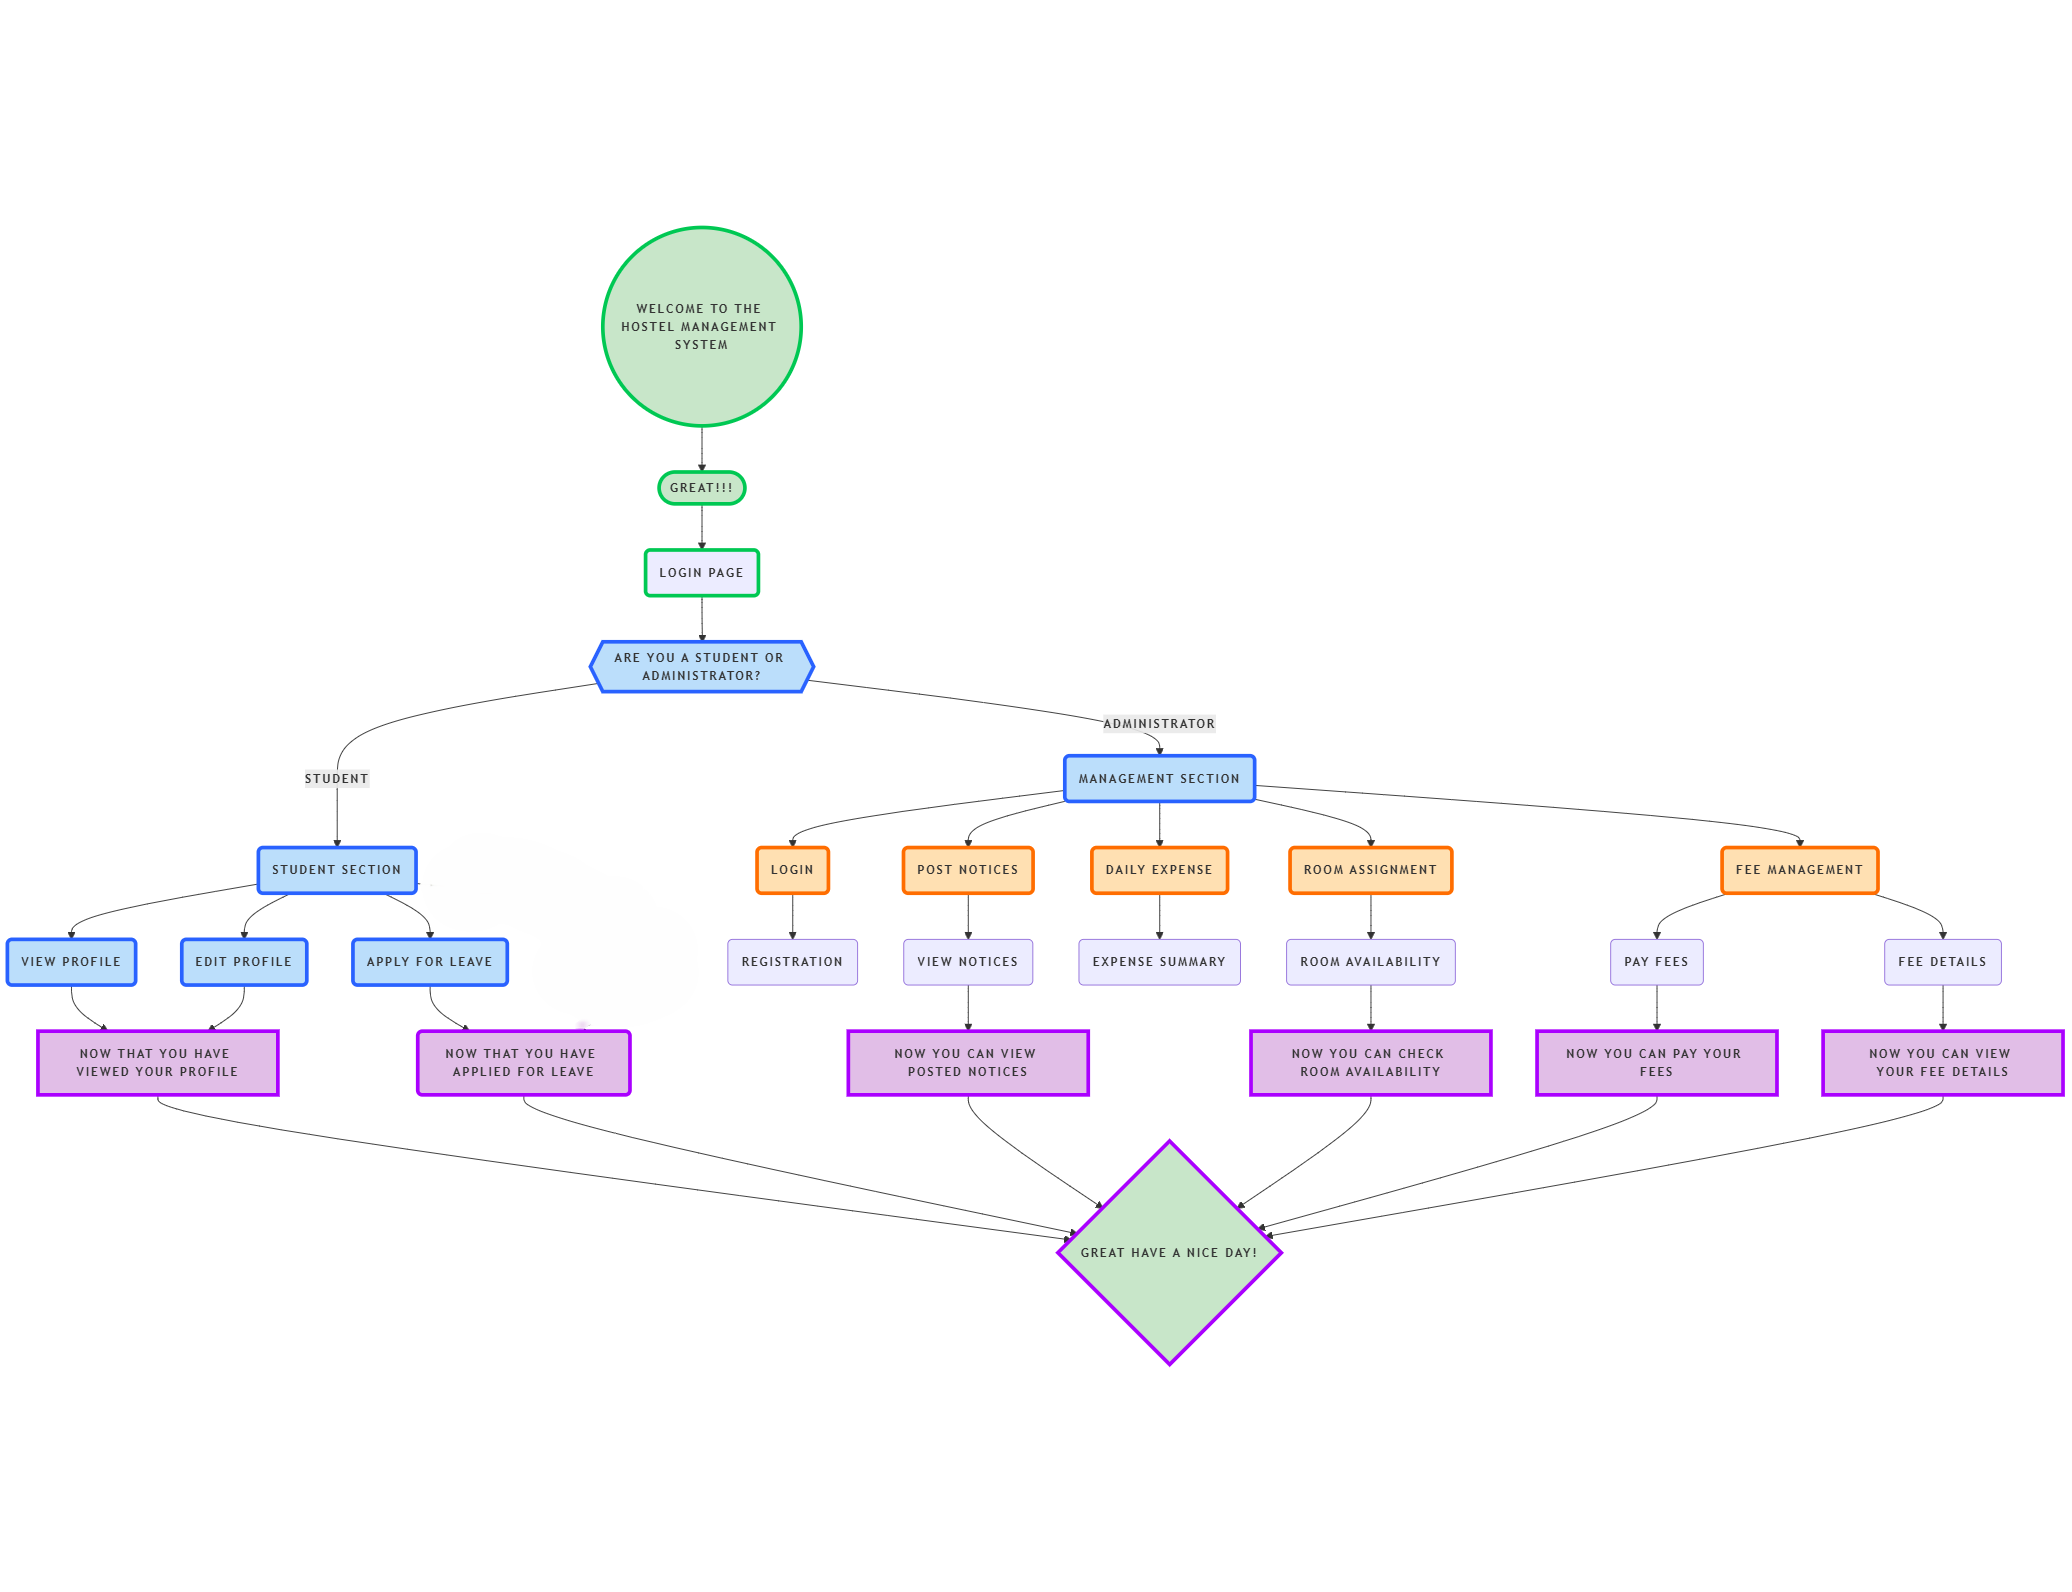 WELCOME TO THE
HOSTEL MANAGEMENT
SYSTEM
GREAT!!!
LOGIN PAGE
ARE YOU A STUDENT OR
ADMINISTRATOR?
ADMINISTRATOR
STUDENT
MANAGEMENT SECTION
STUDENT SECTION
LOGIN
POST NOTICES
DAILY EXPENSE
ROOM ASSIGNMENT
FEE MANAGEMENT
VIEW PROFILE
EDIT PROFILE
APPLY FOR LEAVE
REGISTRATION
VIEW NOTICES
EXPENSE SUMMARY
ROOM AVAILABILITY
PAY FEES
FEE DETAILS
NOW THAT YOU HAVE
VIEWED YOUR PROFILE
NOW THAT YOU HAVE
APPLIED FOR LEAVE
NOW YOU CAN VIEW
POSTED NOTICES
NOW YOU CAN CHECK
ROOM AVAILABILITY
NOW YOU CAN PAY YOUR
FEES
NOW YOU CAN VIEW
YOUR FEE DETAILS
GREAT HAVE A NICE DAY!